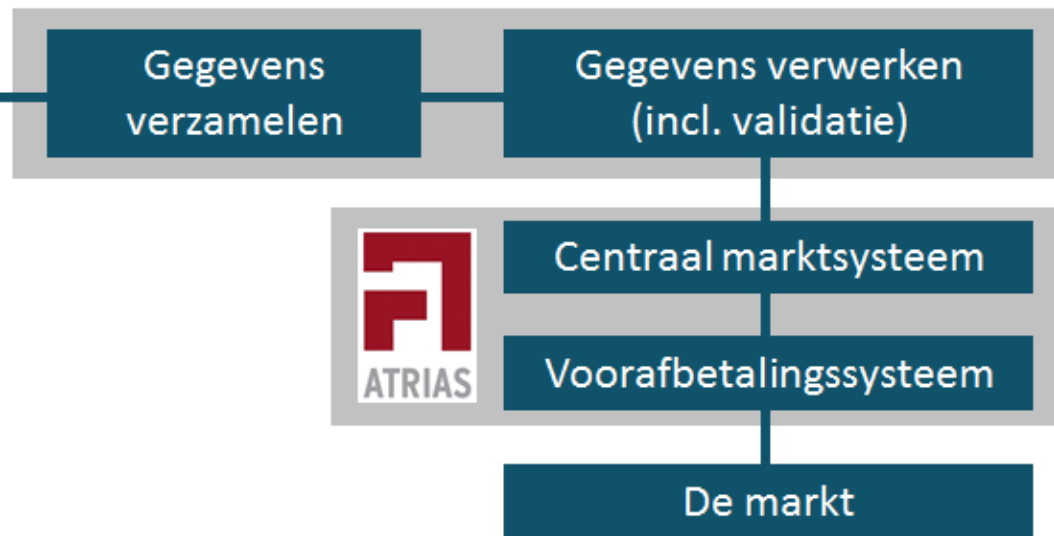 Gegevens
verzamelen
Gegevens verwerken
(incl. validatie)
Centraal marktsysteem
ATRIAS
Voorafbetalingssysteem
De markt